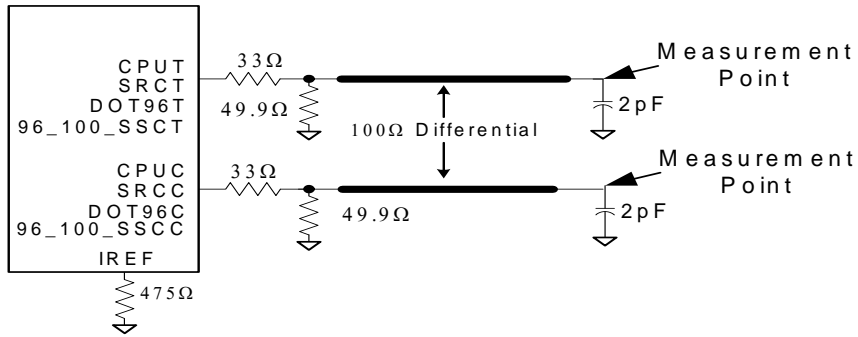 CPUT
SRCT
DOT96T
96_100_SSCT
33Ω
49.9Ω
Measurement
Point
2pF
100Ω Differential
CPUC
SRCC
DOT96C
96_100_SSCC
33Ω
49.9Ω
Measurement
Point
2pF
IREF
475Ω